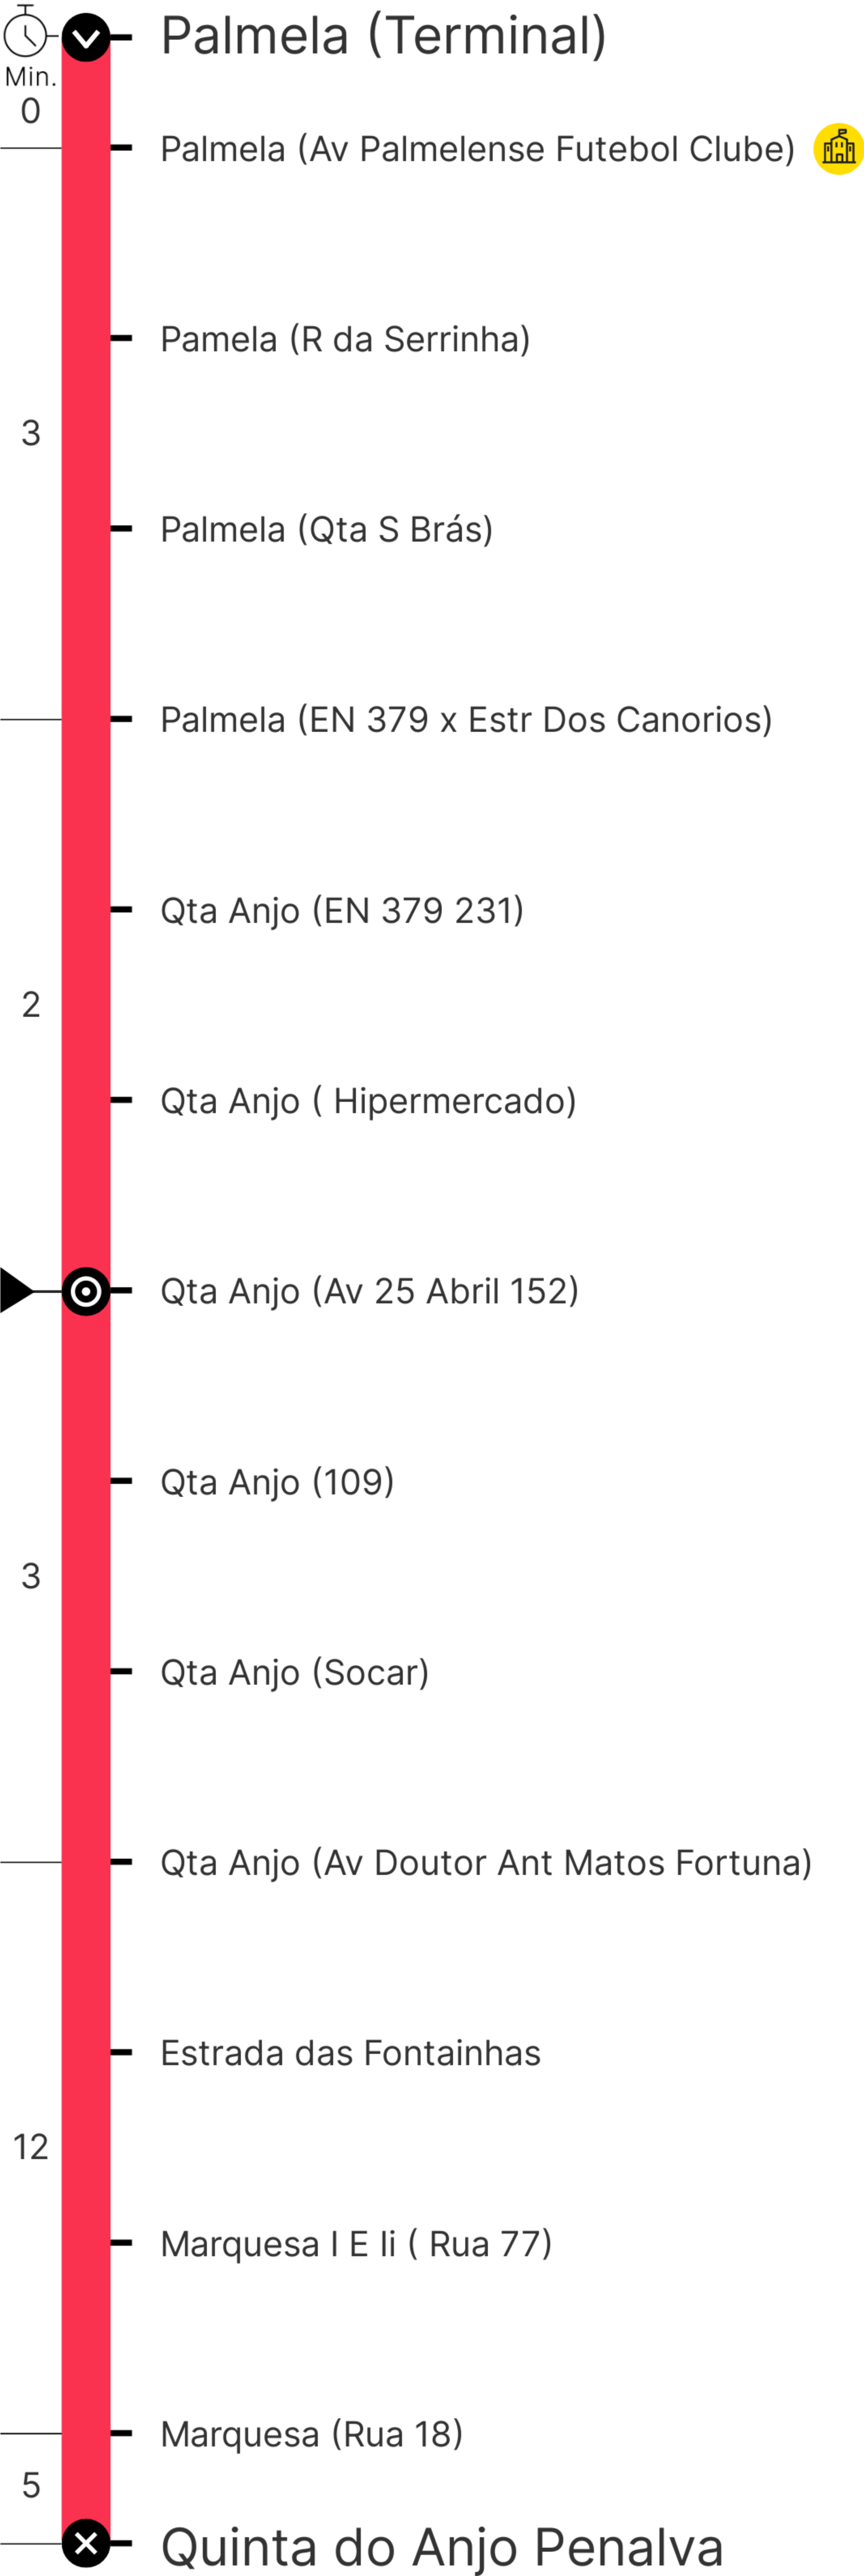 Palmela (Terminal)
Min.
0
Palmela (Av Palmelense Futebol Clube)
Pamela (R da Serrinha)
3
Palmela (Qta S Brás)
Palmela (EN 379 x Estr Dos Canorios)
Qta Anjo (EN 379 231)
2
Qta Anjo ( Hipermercado)
Qta Anjo (Av 25 Abril 152)
Qta Anjo (109)
3
Qta Anjo (Socar)
Qta Anjo (Av Doutor Ant Matos Fortuna)
Estrada das Fontainhas
12
Marquesa I E Ii ( Rua 77)
Marquesa (Rua 18)
5
Quinta do Anjo Penalva